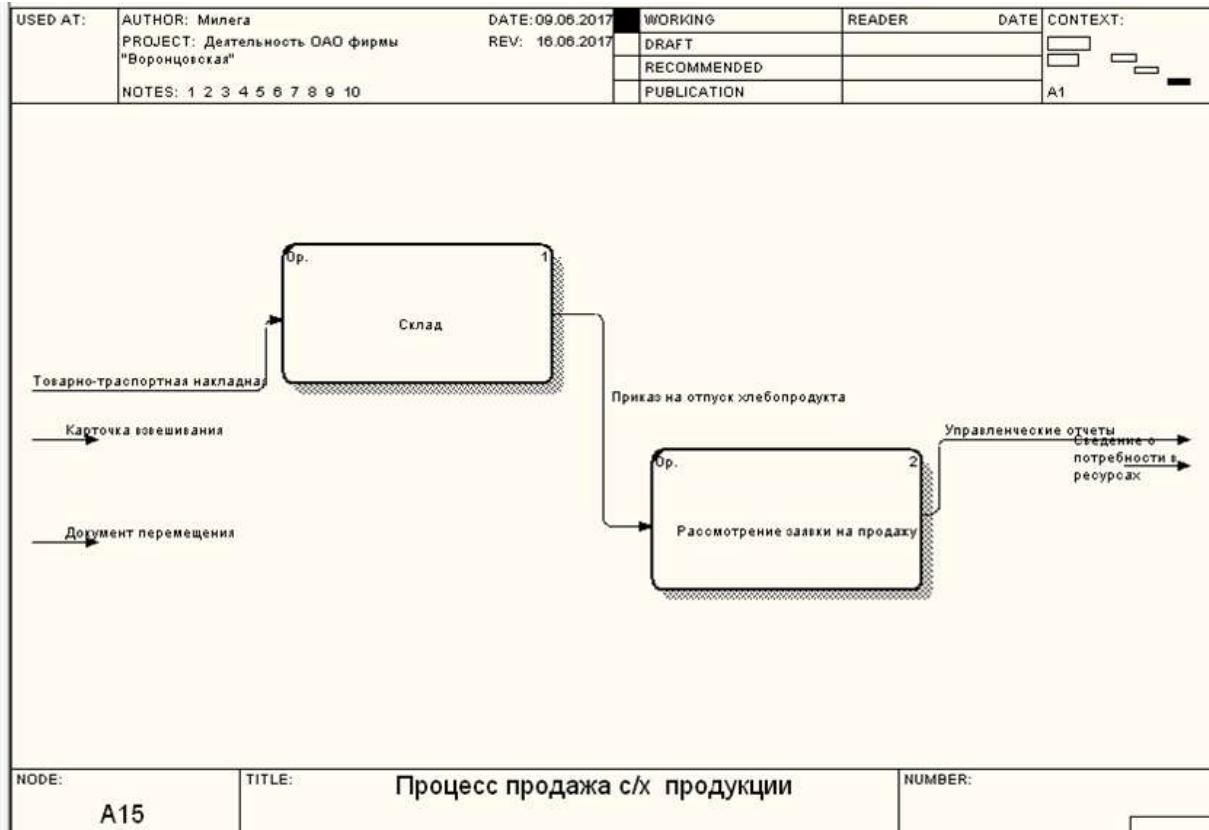 USED AT:
AUTHOR: Милега
DATE: 09.06.2017
WORKING
READER
DATE
CONTEXT:
PROJECT: Деятельность ОАО фирмы
REV: 16.06.2017
DRAFT
"Воронцовская"
RECOMMENDED
NOTES: 1 2 3 4 5 6 7 8 9 10
PUBLICATION
A1
0р.
1
Склад
Товарно-траспортная накладная
Приказ на отпуск хлебопродукта
Карточка взвешивания
Управленческие отчеты
Сведение о
потребности в
ресурсах
0р.
2
Рассмотрение заявки на продажу
Документ перемещения
NODE:
TITLE:
Процесс продажа с/х продукции
NUMBER:
A15